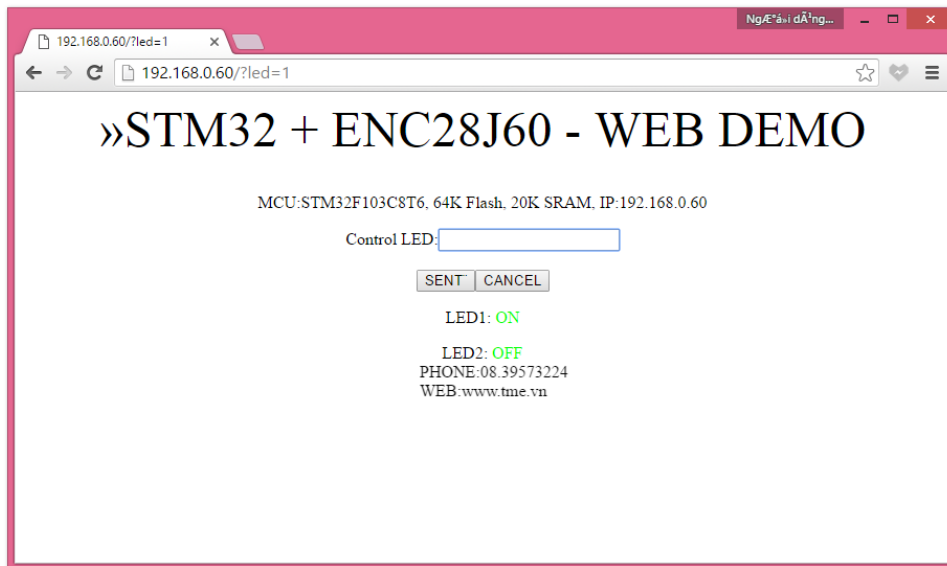 NgÆ°á»i dÃ¹ng...
192.168.0.60/?led=1
192.168.0.60/?led=1
»STM32 + ENC28J60 - WEB DEMO
MCU:STM32F103C8T6, 64K Flash, 20K SRAM, IP:192.168.0.60
Control LED:
SENT¨ CANCEL
LED1: ON
LED2: OFF
PHONE:08.39573224
WEB:www.tme.vn